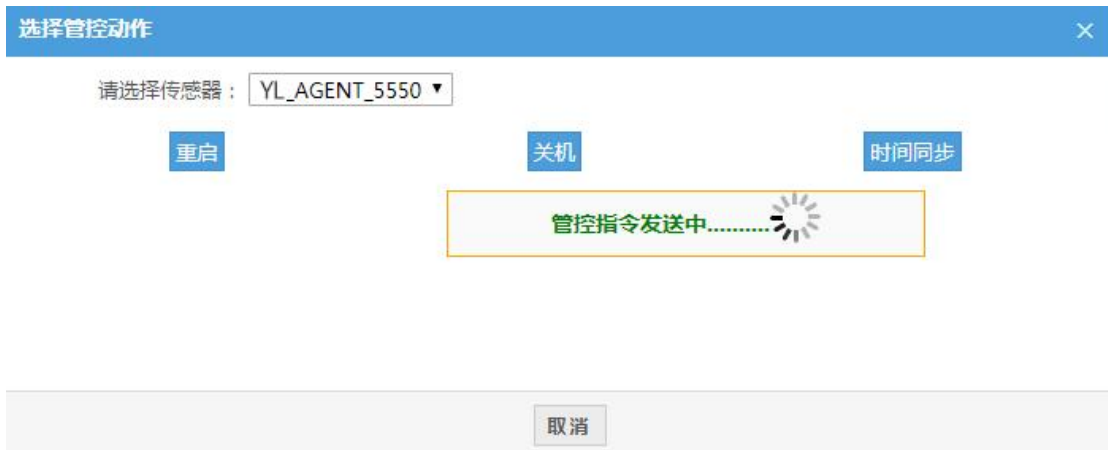 选择管控动作 ×
请选择传感器： YL_AGENT_5550
重启 关机 时间同步
管控指令发送中..........
取消